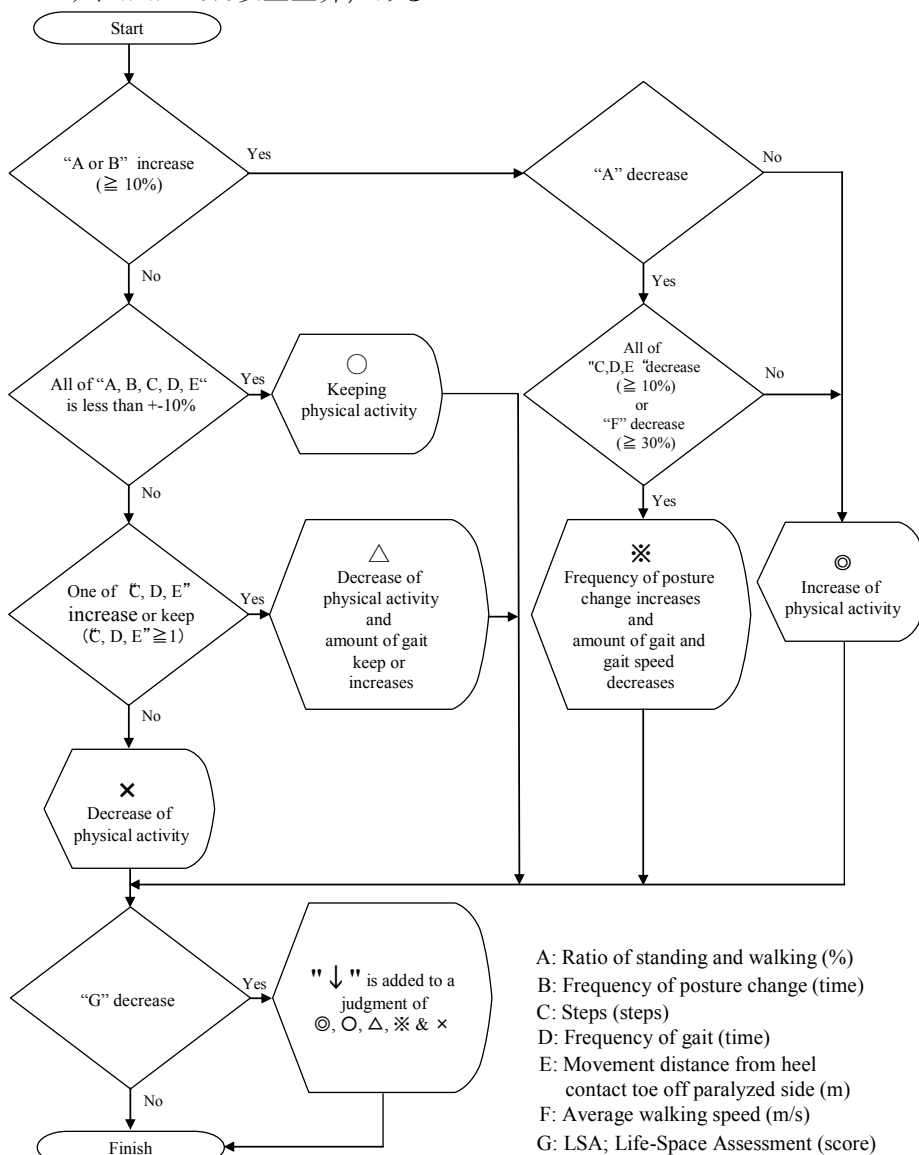 Start
“A or B” increase
(≧ 10%)
Yes
“A” decrease
No
No
Yes
All of “A, B, C, D, E“
is less than +-10%
Yes
○
Keeping
physical activity
All of
"C,D,E “decrease
(≧ 10%)
or
“F” decrease
(≧ 30%)
No
No
Yes
One of “C, D, E”
increase or keep
(“C, D, E”≧1)
Yes
△
Decrease of
physical activity
and
amount of gait
keep or
increases
※
Frequency of posture
change increases
and
amount of gait and
gait speed
decreases
◎
Increase of
physical activity
No
×
Decrease of
physical activity
“G” decrease
Yes
"↓" is added to a
judgment of
◎, ○, △, ※ & ×
No
Finish
A: Ratio of standing and walking (%)
B: Frequency of posture change (time)
C: Steps (steps)
D: Frequency of gait (time)
E: Movement distance from heel
contact toe off paralyzed side (m)
F: Average walking speed (m/s)
G: LSA; Life-Space Assessment (score)